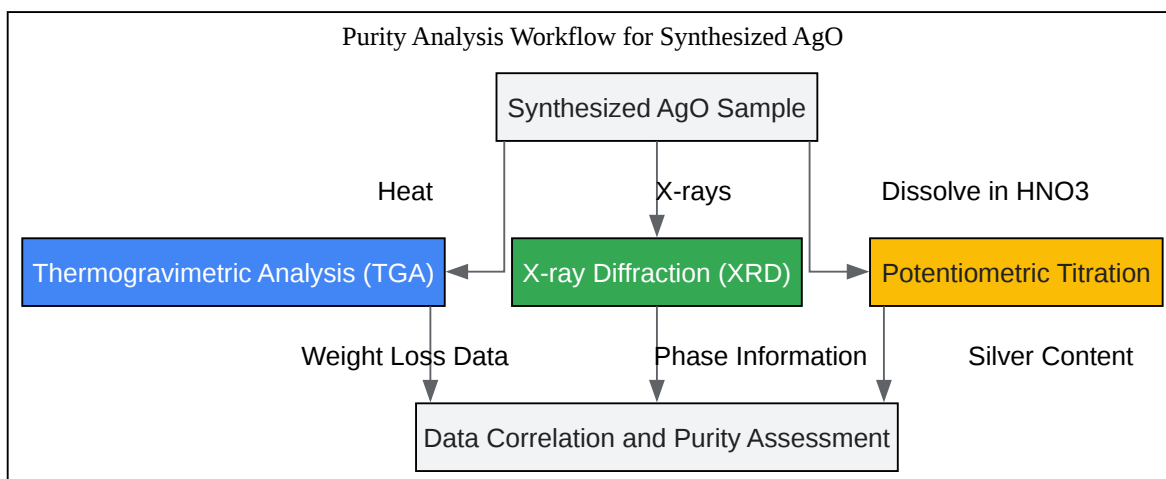 Purity Analysis Workflow for Synthesized AgO
Synthesized AgO Sample
Heat
X-rays
Dissolve in HNO3
Thermogravimetric Analysis (TGA)
X-ray Diffraction (XRD)
Potentiometric Titration
Weight Loss Data
Phase Information
Silver Content
Data Correlation and Purity Assessment